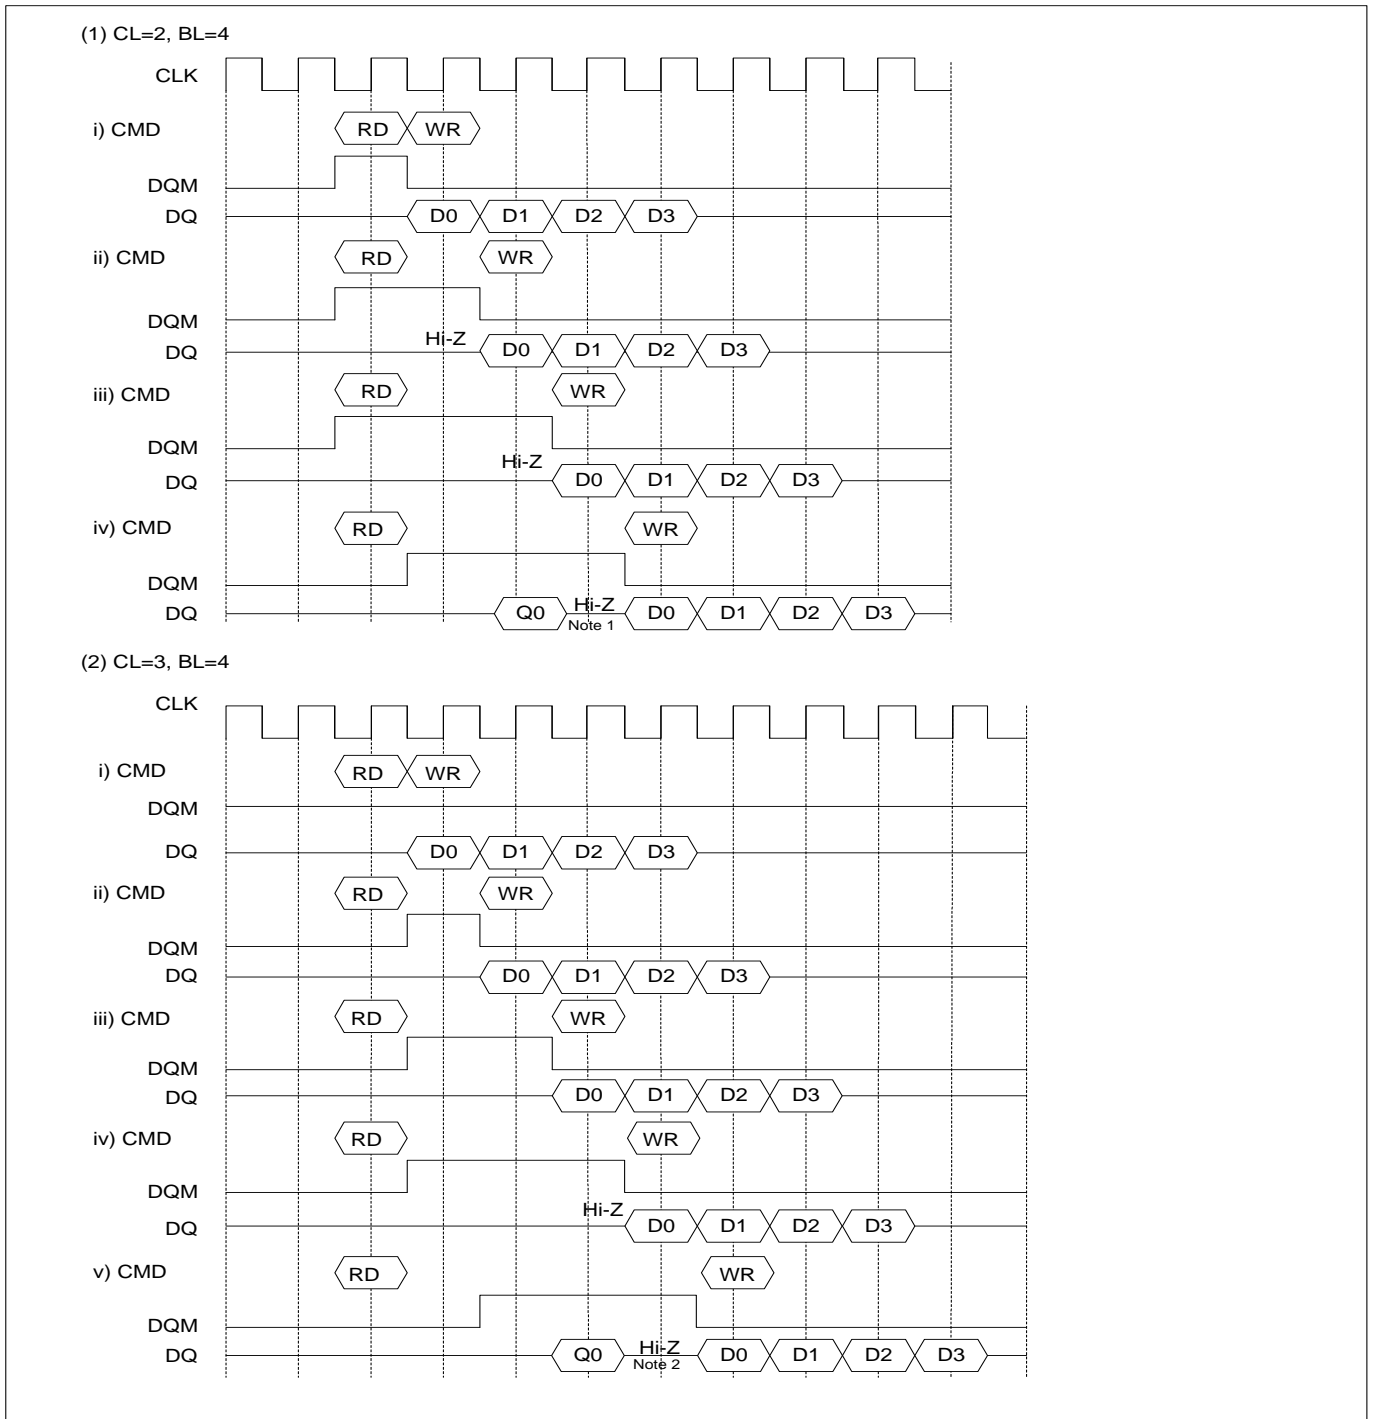 (1) CL=2, BL=4
CLK
i) CMD RD WR
DQM
DQ D0 D1 D2 D3
ii) CMD RD WR
DQM
DQ Hi-Z D0 D1 D2 D3
iii) CMD RD WR
DQM
DQ Hi-Z D0 D1 D2 D3
iv) CMD RD WR
DQM
DQ Q0 Hi-Z D0 D1 D2 D3
Note 1
(2) CL=3, BL=4
CLK
i) CMD RD WR
DQM
DQ D0 D1 D2 D3
ii) CMD RD WR
DQM
DQ D0 D1 D2 D3
iii) CMD RD WR
DQM
DQ D0 D1 D2 D3
iv) CMD RD WR
DQM
DQ Hi-Z D0 D1 D2 D3
v) CMD RD WR
DQM
DQ Q0 Hi-Z D0 D1 D2 D3
Note 2